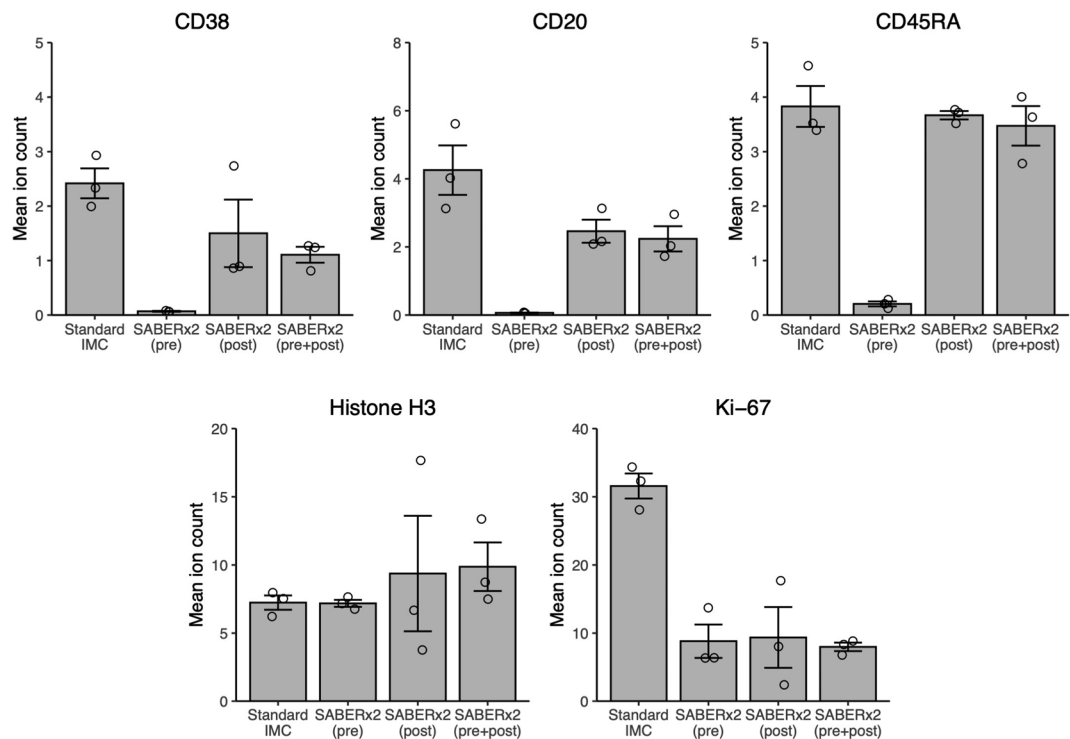 CD38
5
4
3
2
1
0
Mean ion count
Standard
IMC
SABERx2
(pre)
SABERx2
(post)
SABERx2
(pre+post)
CD20
8
6
4
2
0
Mean ion count
Standard
IMC
SABERx2
(pre)
SABERx2
(post)
SABERx2
(pre+post)
CD45RA
5
4
3
2
1
0
Mean ion count
Standard
IMC
SABERx2
(pre)
SABERx2
(post)
SABERx2
(pre+post)
Histone H3
20
15
10
5
0
Mean ion count
Standard
IMC
SABERx2
(pre)
SABERx2
(post)
SABERx2
(pre+post)
Ki–67
40
30
20
10
0
Mean ion count
Standard
IMC
SABERx2
(pre)
SABERx2
(post)
SABERx2
(pre+post)